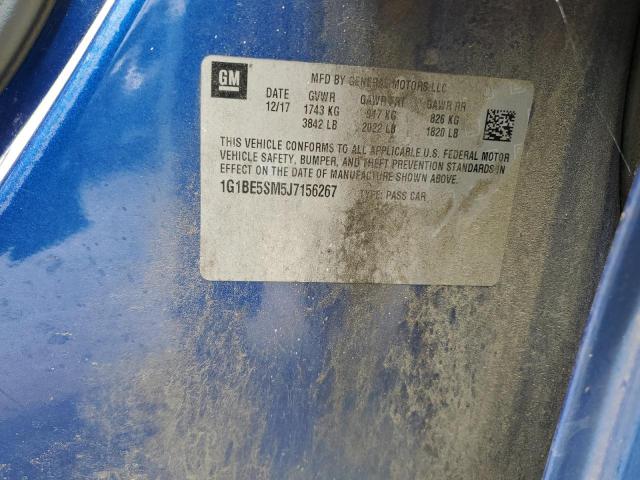 GM
MFD BY GENERAL MOTORS LLC
DATE GVWR GAWR FRT GAWR RR
12/17 1743 KG 917 KG 826 KG
3842 LB 2022 LB 1820 LB
THIS VEHICLE CONFORMS TO ALL APPLICABLE U.S. FEDERAL MOTOR
VEHICLE SAFETY, BUMPER, AND THEFT PREVENTION STANDARDS IN
EFFECT ON THE DATE OF MANUFACTURE SHOWN ABOVE.
1G1BE5SM5J7156267 TYPE: PASS CAR